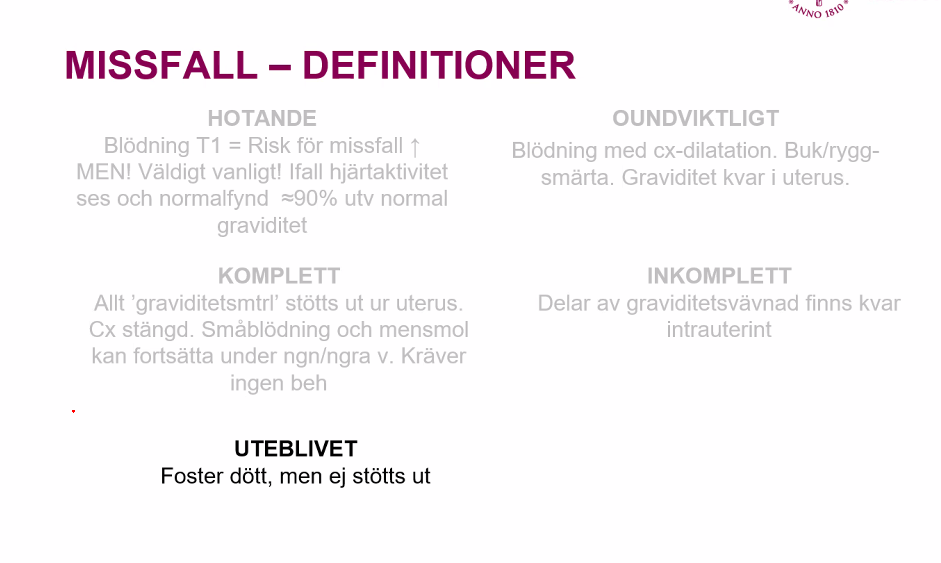 ANNO 1810
MISSFALL – DEFINITIONER
HOTANDE
Blödning T1 = Risk för missfall ↑
MEN! Väldigt vanligt! Ifall hjärtaktivitet
ses och normalfynd ≈90% utv normal
graviditet
OUNDVIKTLIGT
Blödning med cx-dilatation. Buk/rygg-
smärta. Graviditet kvar i uterus.
KOMPLETT
Allt ’graviditetsmtrl’ stötts ut ur uterus.
Cx stängd. Småblödning och mensmol
kan fortsätta under ngn/ngra v. Kräver
ingen beh
INKOMPLETT
Delar av graviditetsvävnad finns kvar
intrauterint
UTEBLIVET
Foster dött, men ej stötts ut